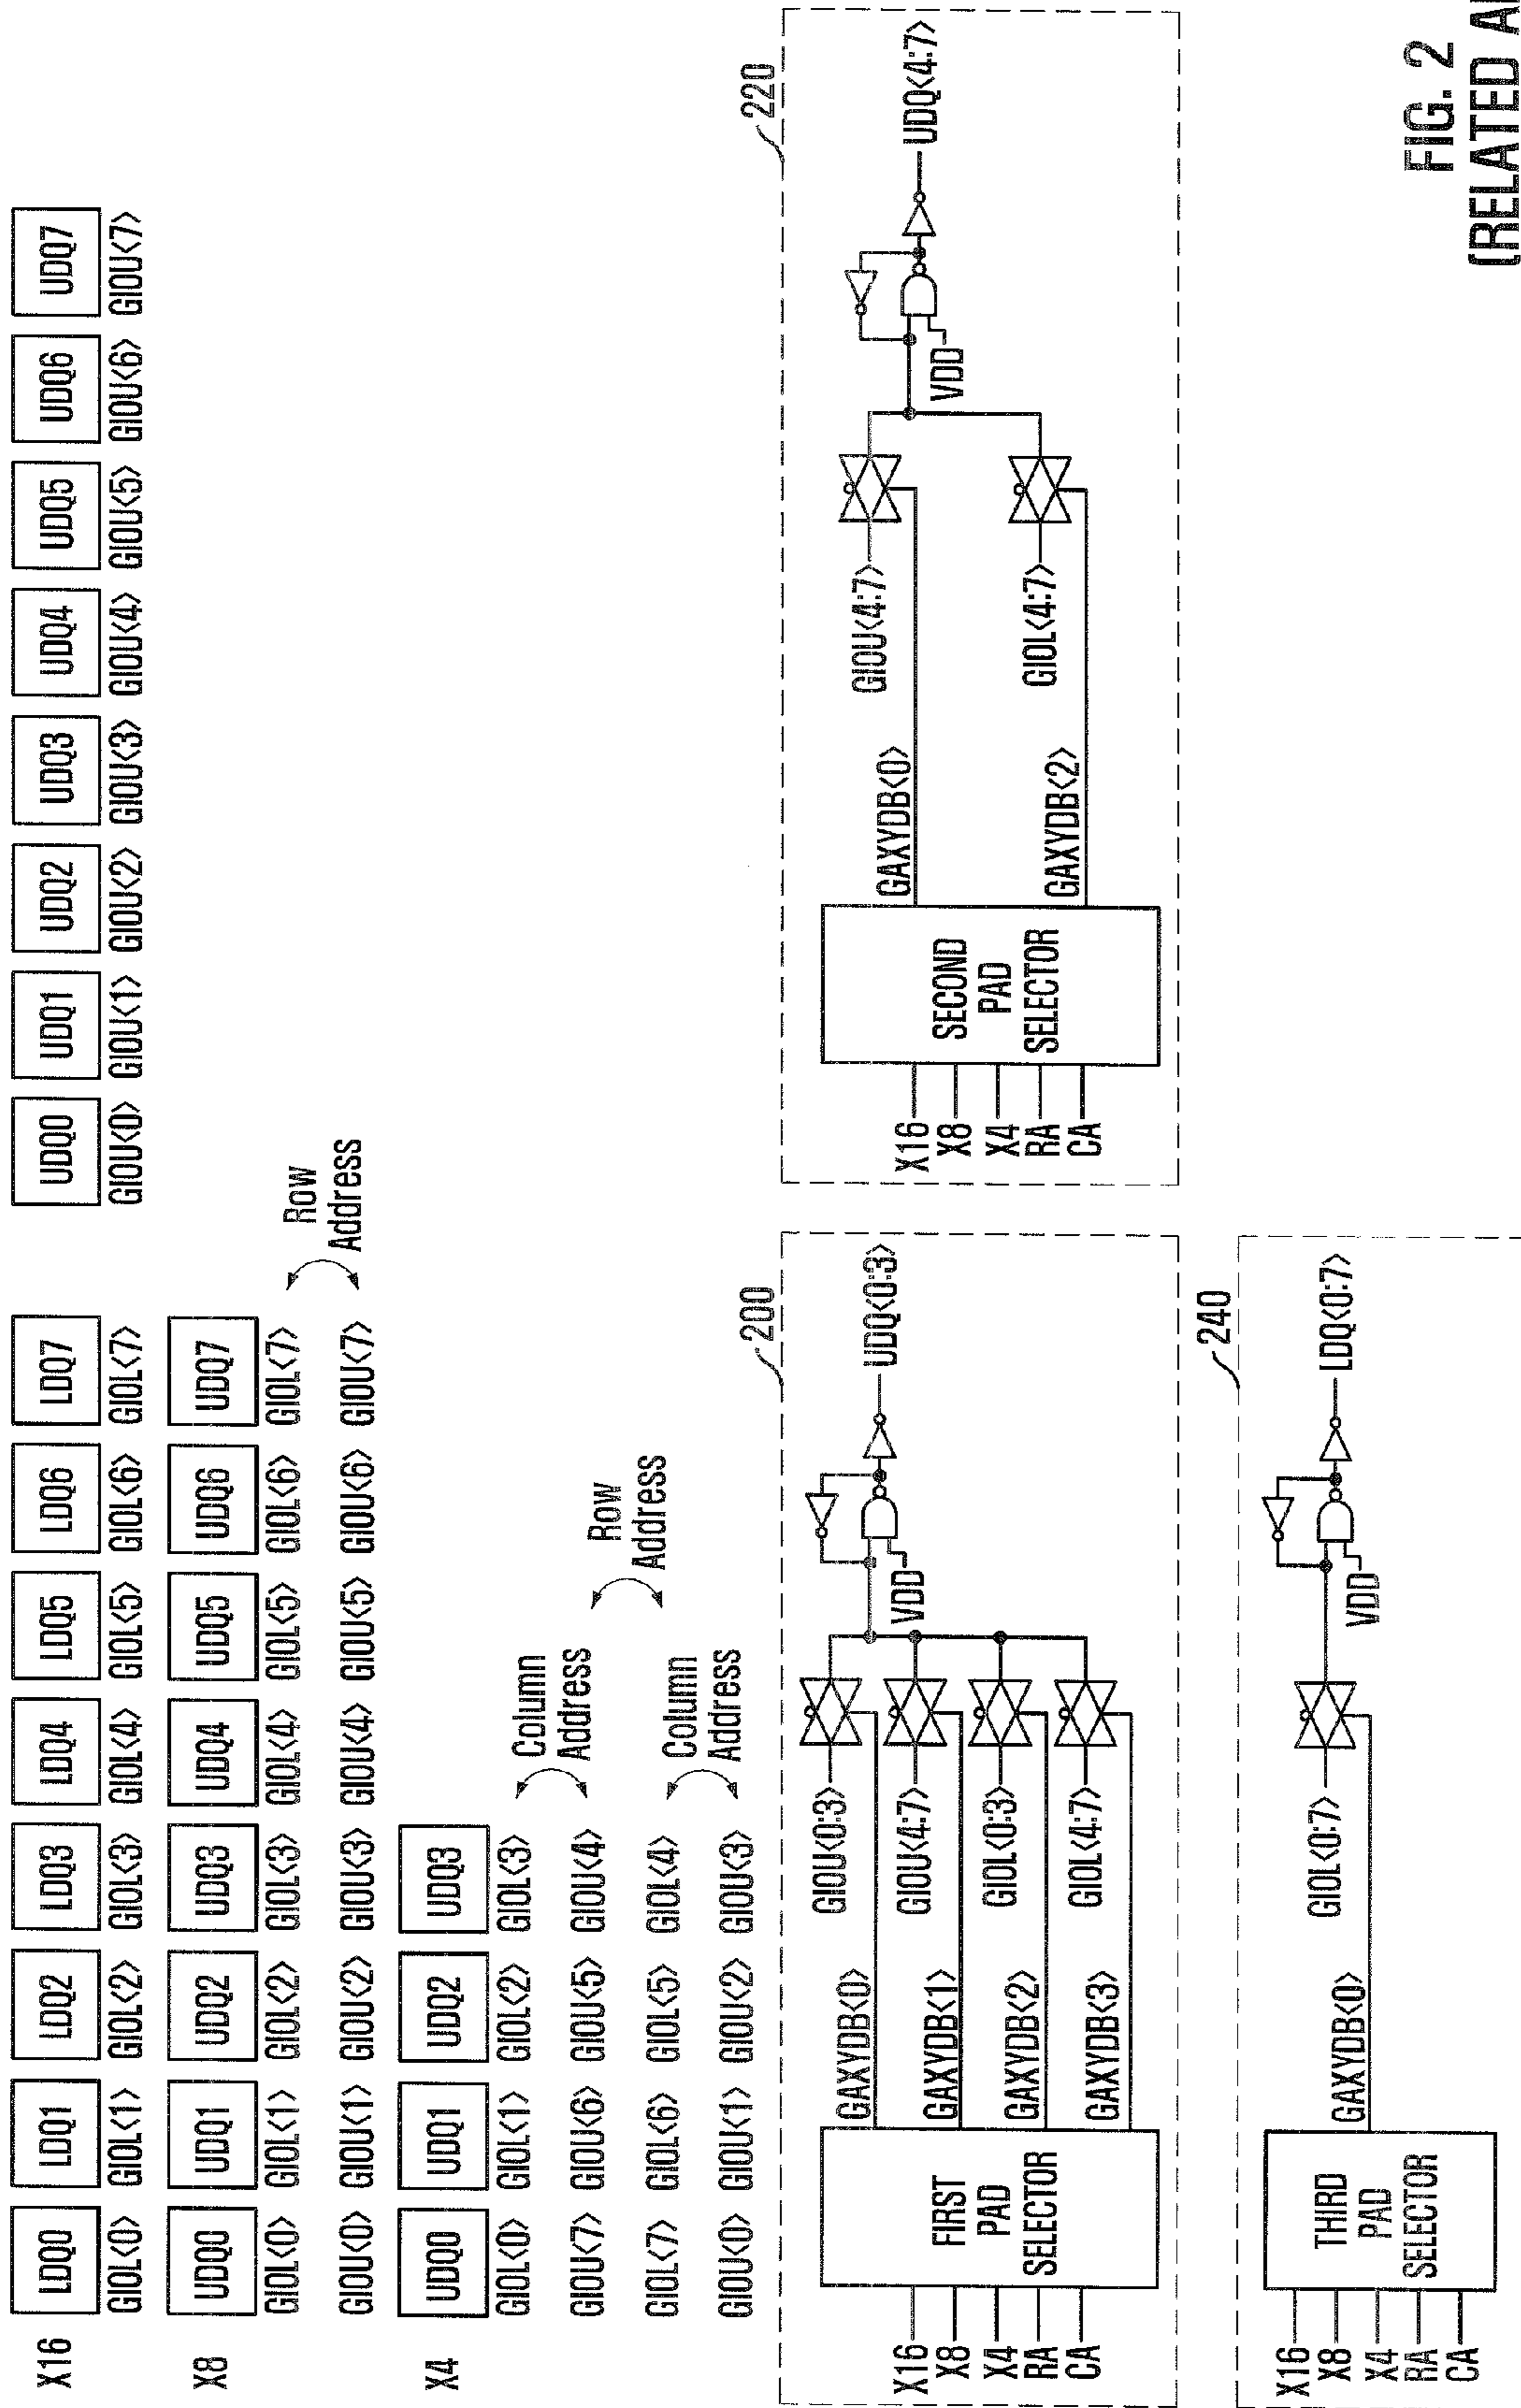 X16
LDQ0 LDQ1 LDQ2 LDQ3 LDQ4 LDQ5 LDQ6 LDQ7 UDQ0 UDQ1 UDQ2 UDQ3 UDQ4 UDQ5 UDQ6 UDQ7
GIOL<0> GIOL<1> GIOL<2> GIOL<3> GIOL<4> GIOL<5> GIOL<6> GIOL<7> GIOU<0> GIOU<1> GIOU<2> GIOU<3> GIOU<4> GIOU<5> GIOU<6> GIOU<7>
X8
UDQ0 UDQ1 UDQ2 UDQ3 UDQ4 UDQ5 UDQ6 UDQ7
GIOL<0> GIOL<1> GIOL<2> GIOL<3> GIOL<4> GIOL<5> GIOL<6> GIOL<7>
GIOU<0> GIOU<1> GIOU<2> GIOU<3> GIOU<4> GIOU<5> GIOU<6> GIOU<7>
Row
Address
X4
UDQ0 UDQ1 UDQ2 UDQ3
GIOL<0> GIOL<1> GIOL<2> GIOL<3>
GIOU<7> GIOU<6> GIOU<5> GIOU<4>
GIOL<7> GIOL<6> GIOL<5> GIOL<4>
GIOU<0> GIOU<1> GIOU<2> GIOU<3>
Column
Address
Row
Address
Column
Address
200
X16
X8
X4
RA
CA
FIRST
PAD
SELECTOR
GAXYDB<0>
GAXYDB<1>
GAXYDB<2>
GAXYDB<3>
GIOU<0:3>
GIOU<4:7>
GIOL<0:3>
GIOL<4:7>
VDD
UDQ<0:3>
220
X16
X8
X4
RA
CA
SECOND
PAD
SELECTOR
GAXYDB<0>
GAXYDB<2>
GIOU<4:7>
GIOL<4:7>
VDD
UDQ<4:7>
240
X16
X8
X4
RA
CA
THIRD
PAD
SELECTOR
GAXYDB<0>
GIOL<0:7>
VDD
LDQ<0:7>
FIG. 2
(RELATED